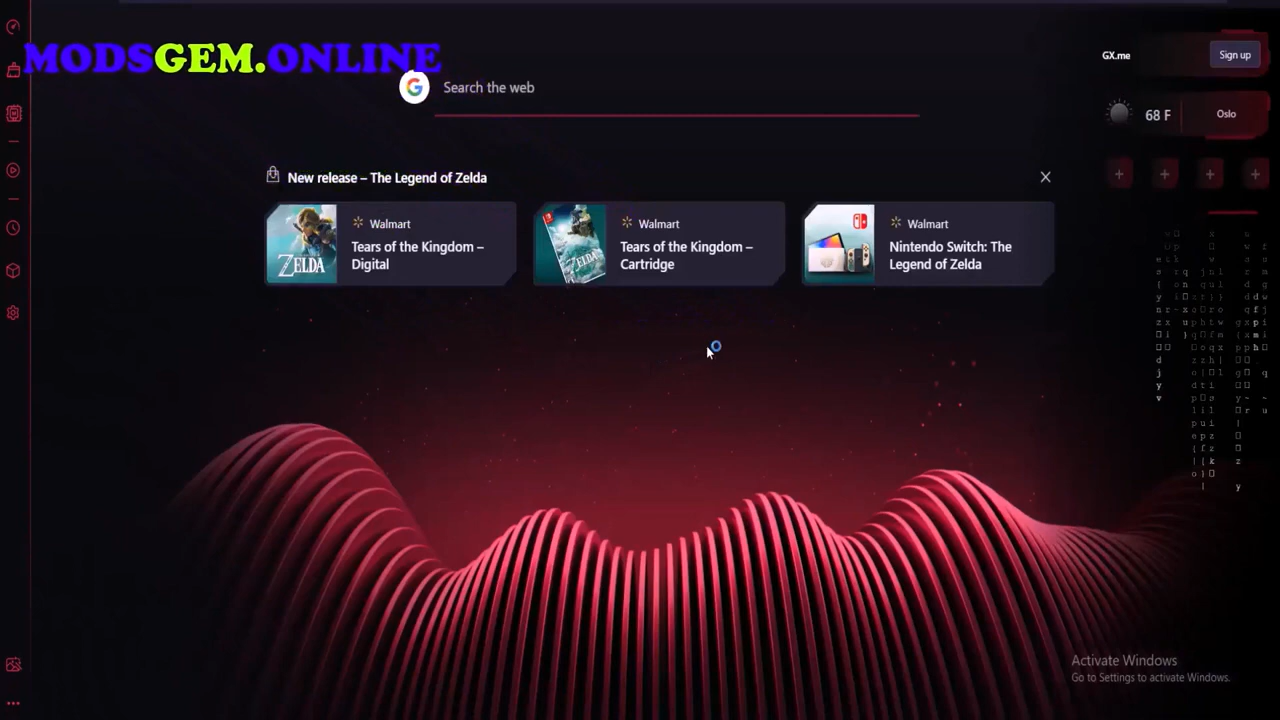 MODSGEM.ONLINE
Search the web
GX.me
Sign up
68 F
Oslo
New release – The Legend of Zelda
Walmart
Tears of the Kingdom –
Digital
ZELDA
Walmart
Tears of the Kingdom –
Cartridge
Walmart
Nintendo Switch: The
Legend of Zelda
Activate Windows
Go to Settings to activate Windows.